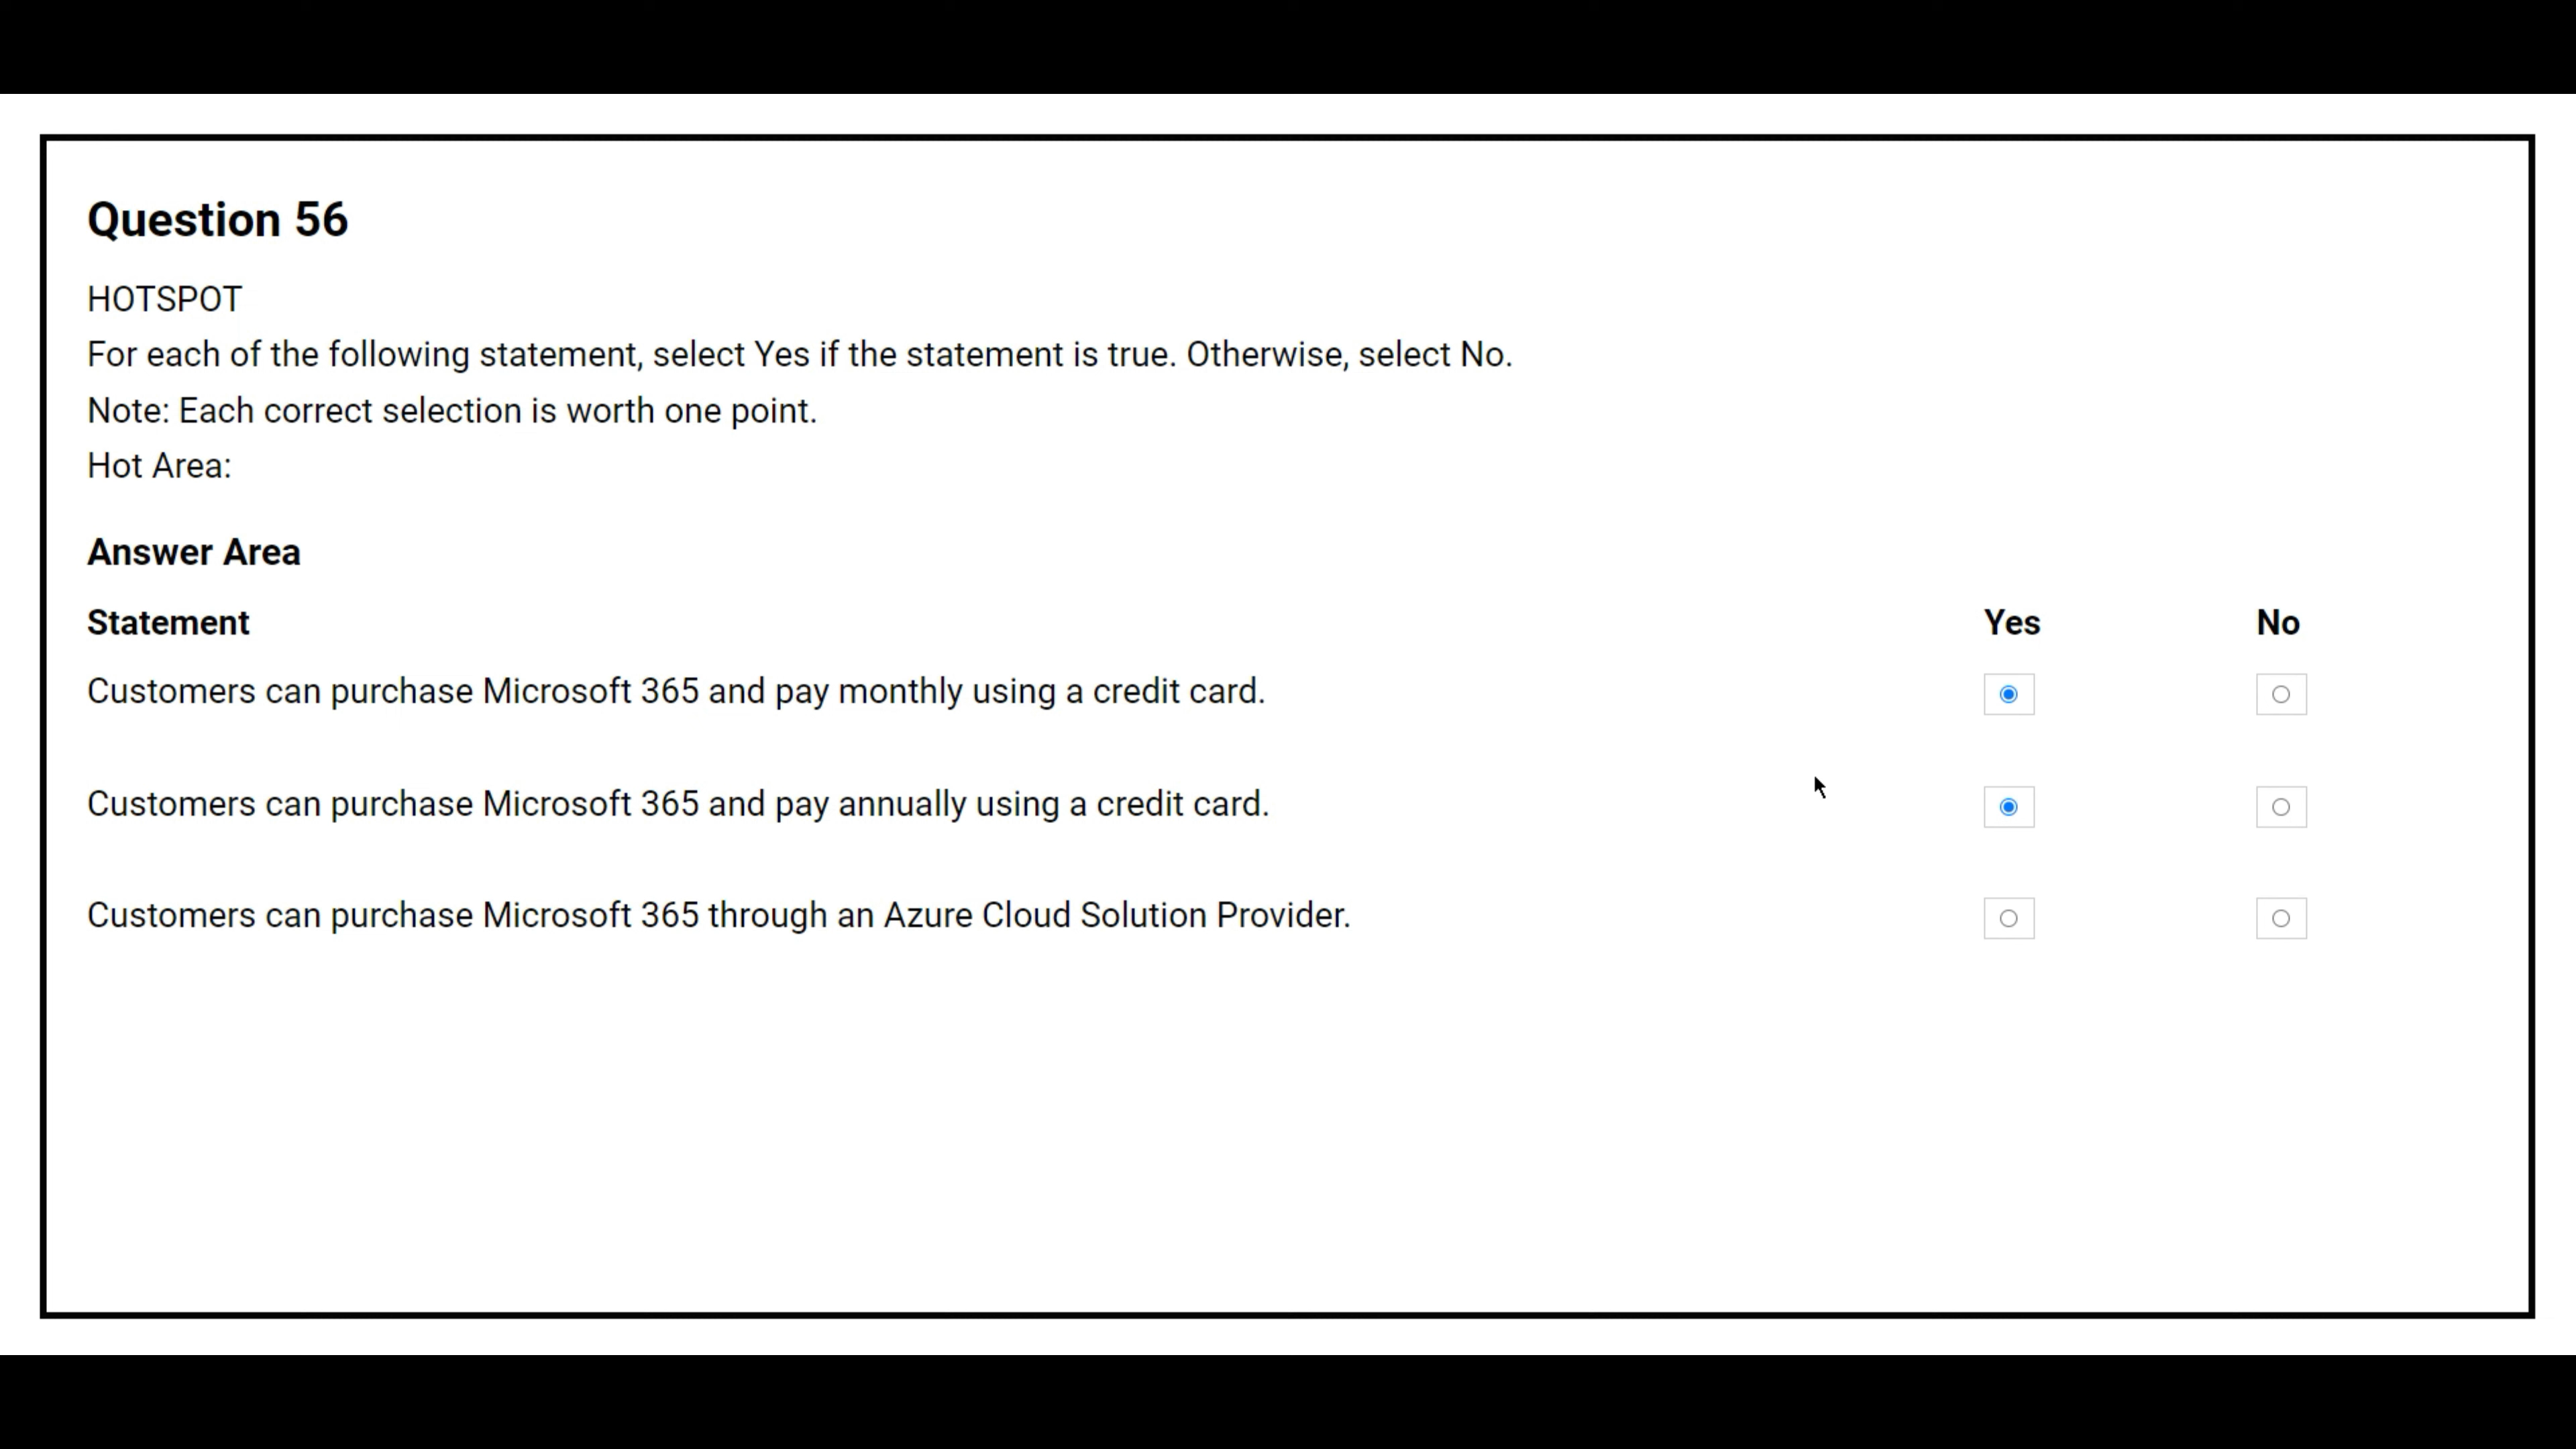 Question 56
HOTSPOT
For each of the following statement, select Yes if the statement is true. Otherwise, select No.
Note: Each correct selection is worth one point.
Hot Area:
Answer Area
Statement Yes No
Customers can purchase Microsoft 365 and pay monthly using a credit card.
Customers can purchase Microsoft 365 and pay annually using a credit card.
Customers can purchase Microsoft 365 through an Azure Cloud Solution Provider.